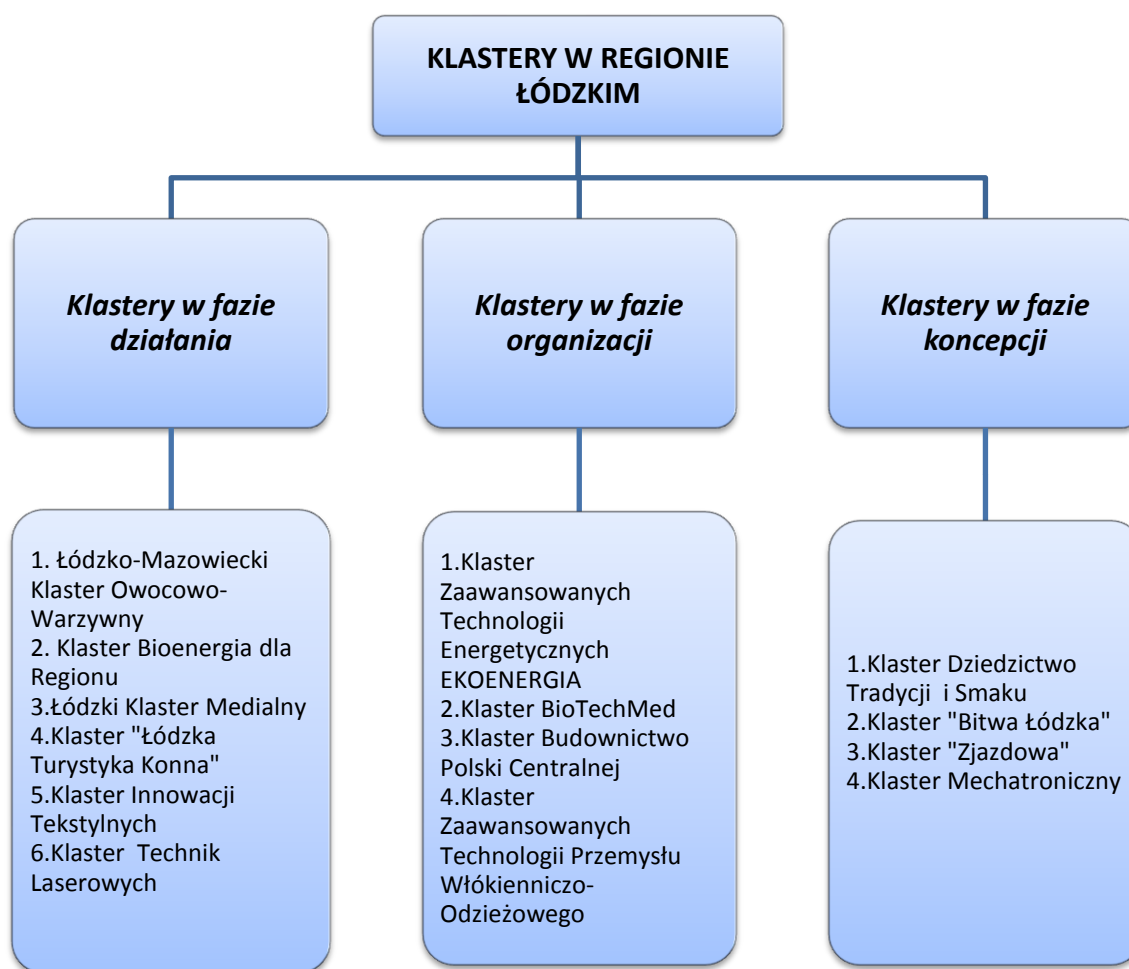 KLASTERY W REGIONIE
ŁÓDZKIM
Klastery w fazie
działania
Klastery w fazie
organizacji
Klastery w fazie
koncepcji
1. Łódzko-Mazowiecki
Klaster Owocowo-
Warzywny
2. Klaster Bioenergia dla
Regionu
3.Łódzki Klaster Medialny
4.Klaster "Łódzka
Turystyka Konna"
5.Klaster Innowacji
Tekstylnych
6.Klaster  Technik
Laserowych
1.Klaster
Zaawansowanych
Technologii
Energetycznych
EKOENERGIA
2.Klaster BioTechMed
3.Klaster Budownictwo
Polski Centralnej
4.Klaster
Zaawansowanych
Technologii Przemysłu
Włókienniczo-
Odzieżowego
1.Klaster Dziedzictwo
Tradycji  i Smaku
2.Klaster "Bitwa Łódzka"
3.Klaster "Zjazdowa"
4.Klaster Mechatroniczny